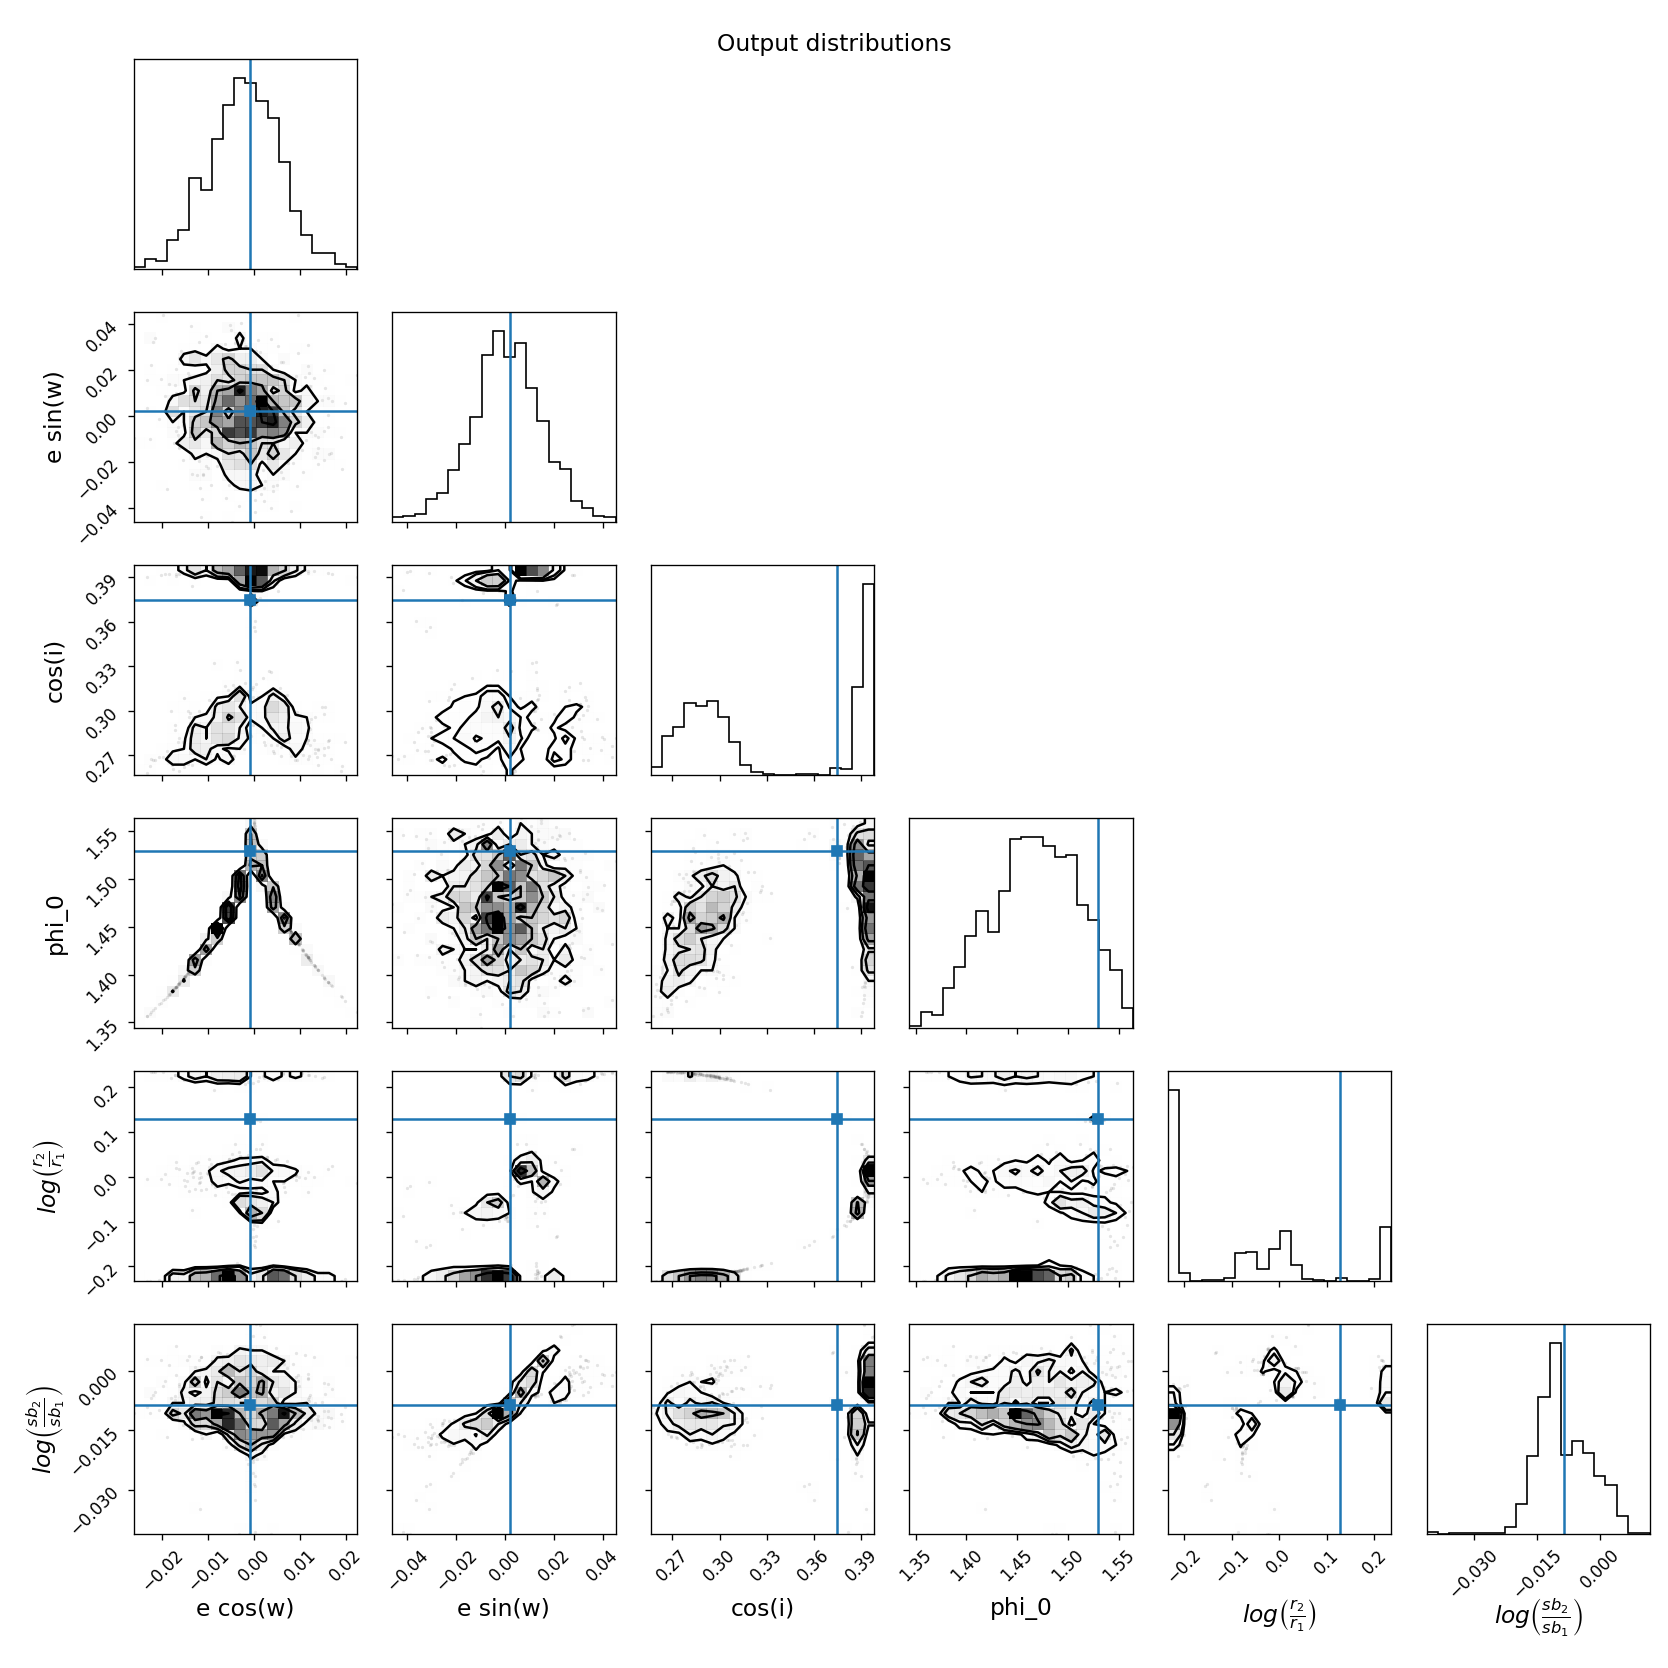 Output distributions
0.04
0.02
0.00
−0.02
−0.04
e sin(w)
0.39
0.36
0.33
0.30
0.27
cos(i)
1.55
1.50
1.45
1.40
1.35
phi_0
0.2
0.1
0.0
−0.1
−0.2
log(r2/r1)
0.000
−0.015
−0.030
log(sb2/sb1)
−0.02 −0.01 0.00 0.01 0.02
e cos(w)
−0.04 −0.02 0.00 0.02 0.04
e sin(w)
0.27 0.30 0.33 0.36 0.39
cos(i)
1.35 1.40 1.45 1.50 1.55
phi_0
−0.2 −0.1 0.0 0.1 0.2
log(r2/r1)
−0.030 −0.015 0.000
log(sb2/sb1)